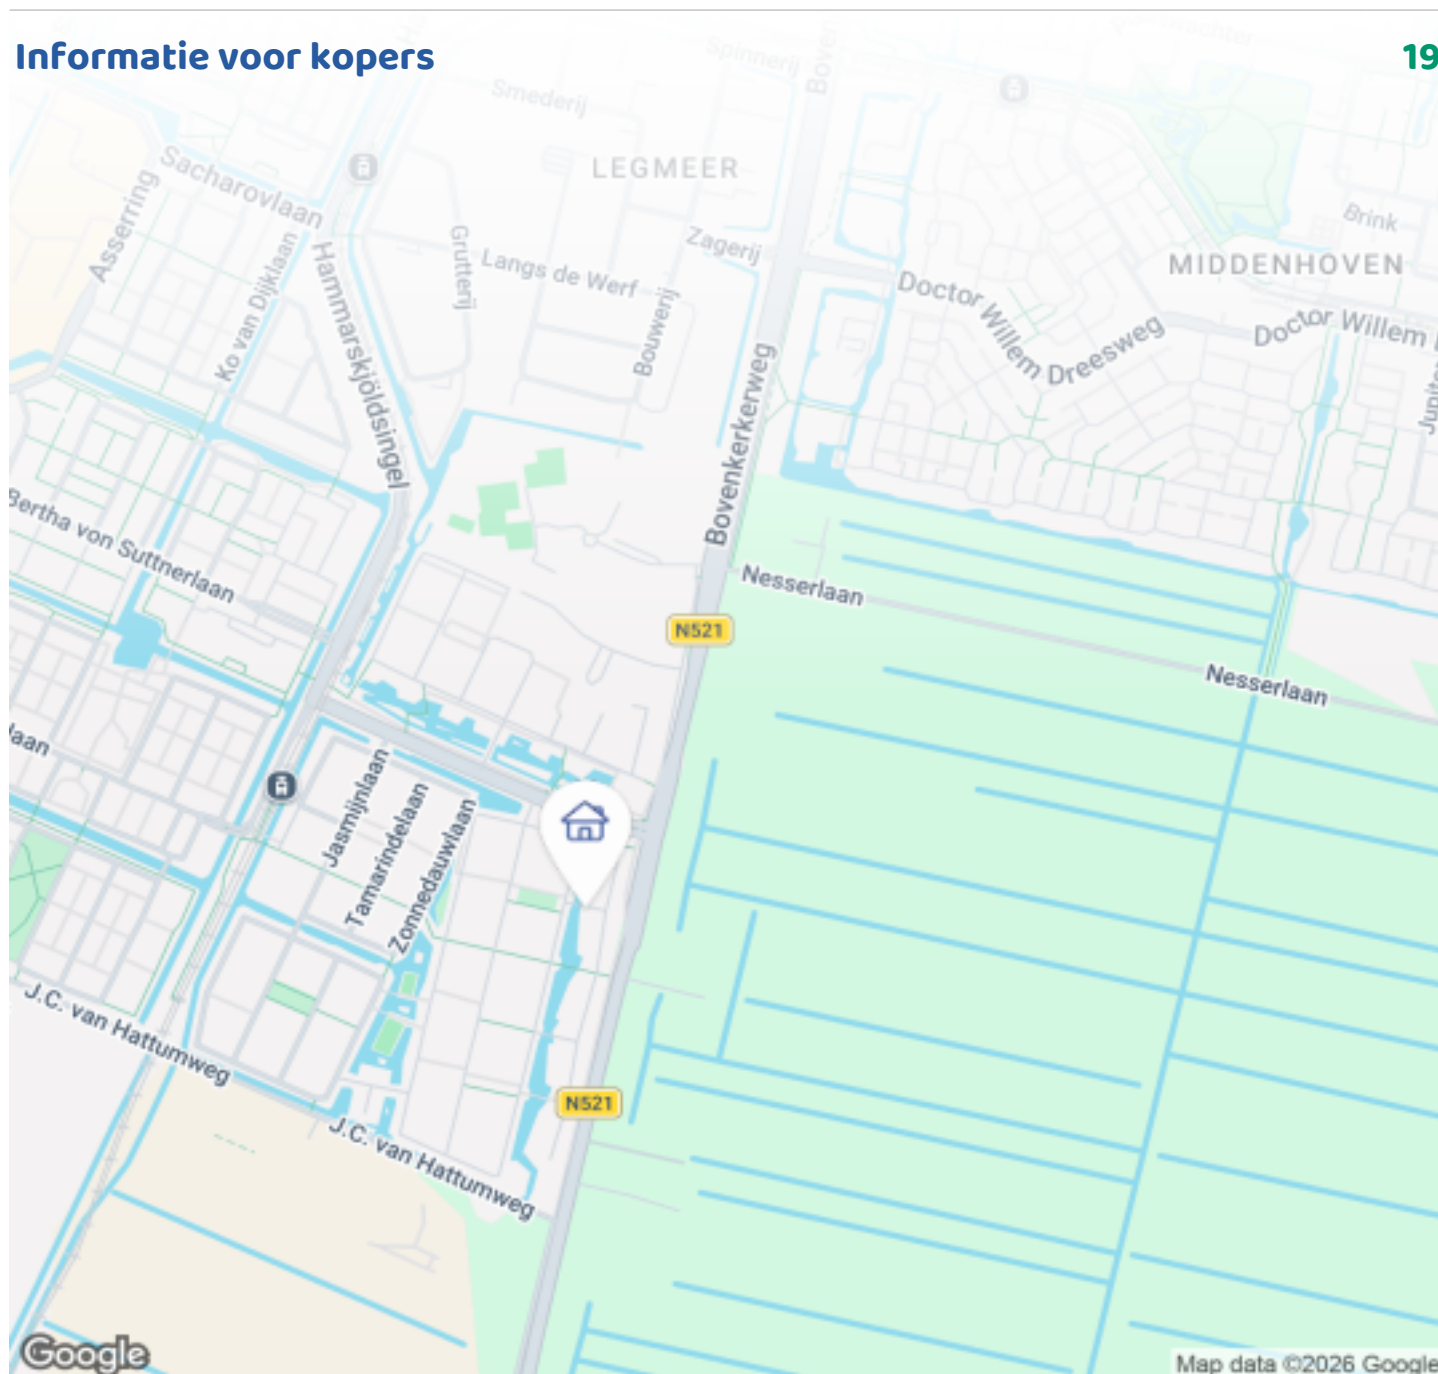 Informatie voor kopers
19
Spinnerij
Boven
Smederij
LEGMEER
Sacharovlaan
Asserring
Brink
Grutterij
Zagerij
Ko van Dijklaan
Langs de Werf
MIDDENHOVEN
Hammarskjöldsingel
Bouwerij
Doctor Willem Dreesweg
Doctor Willem
Bovenkerkerweg
Bertha von Suttnerlaan
Nesserlaan
N521
Nesserlaan
laan
Jasmijnlaan
Tamarindelaan
Zonnedauwlaan
J.C. van Hattumweg
N521
J.C. van Hattumweg
Google
Map data ©2026 Google